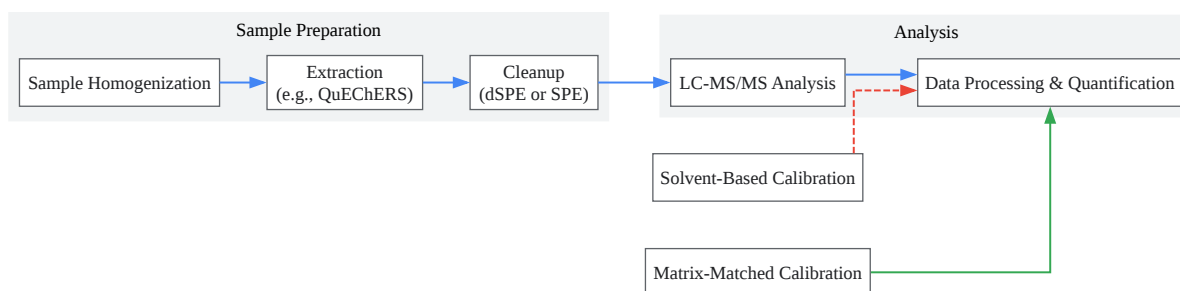 Sample Preparation
Analysis
Sample Homogenization
Extraction
(e.g., QuEChERS)
Cleanup
(dSPE or SPE)
LC-MS/MS Analysis
Data Processing & Quantification
Solvent-Based Calibration
Matrix-Matched Calibration